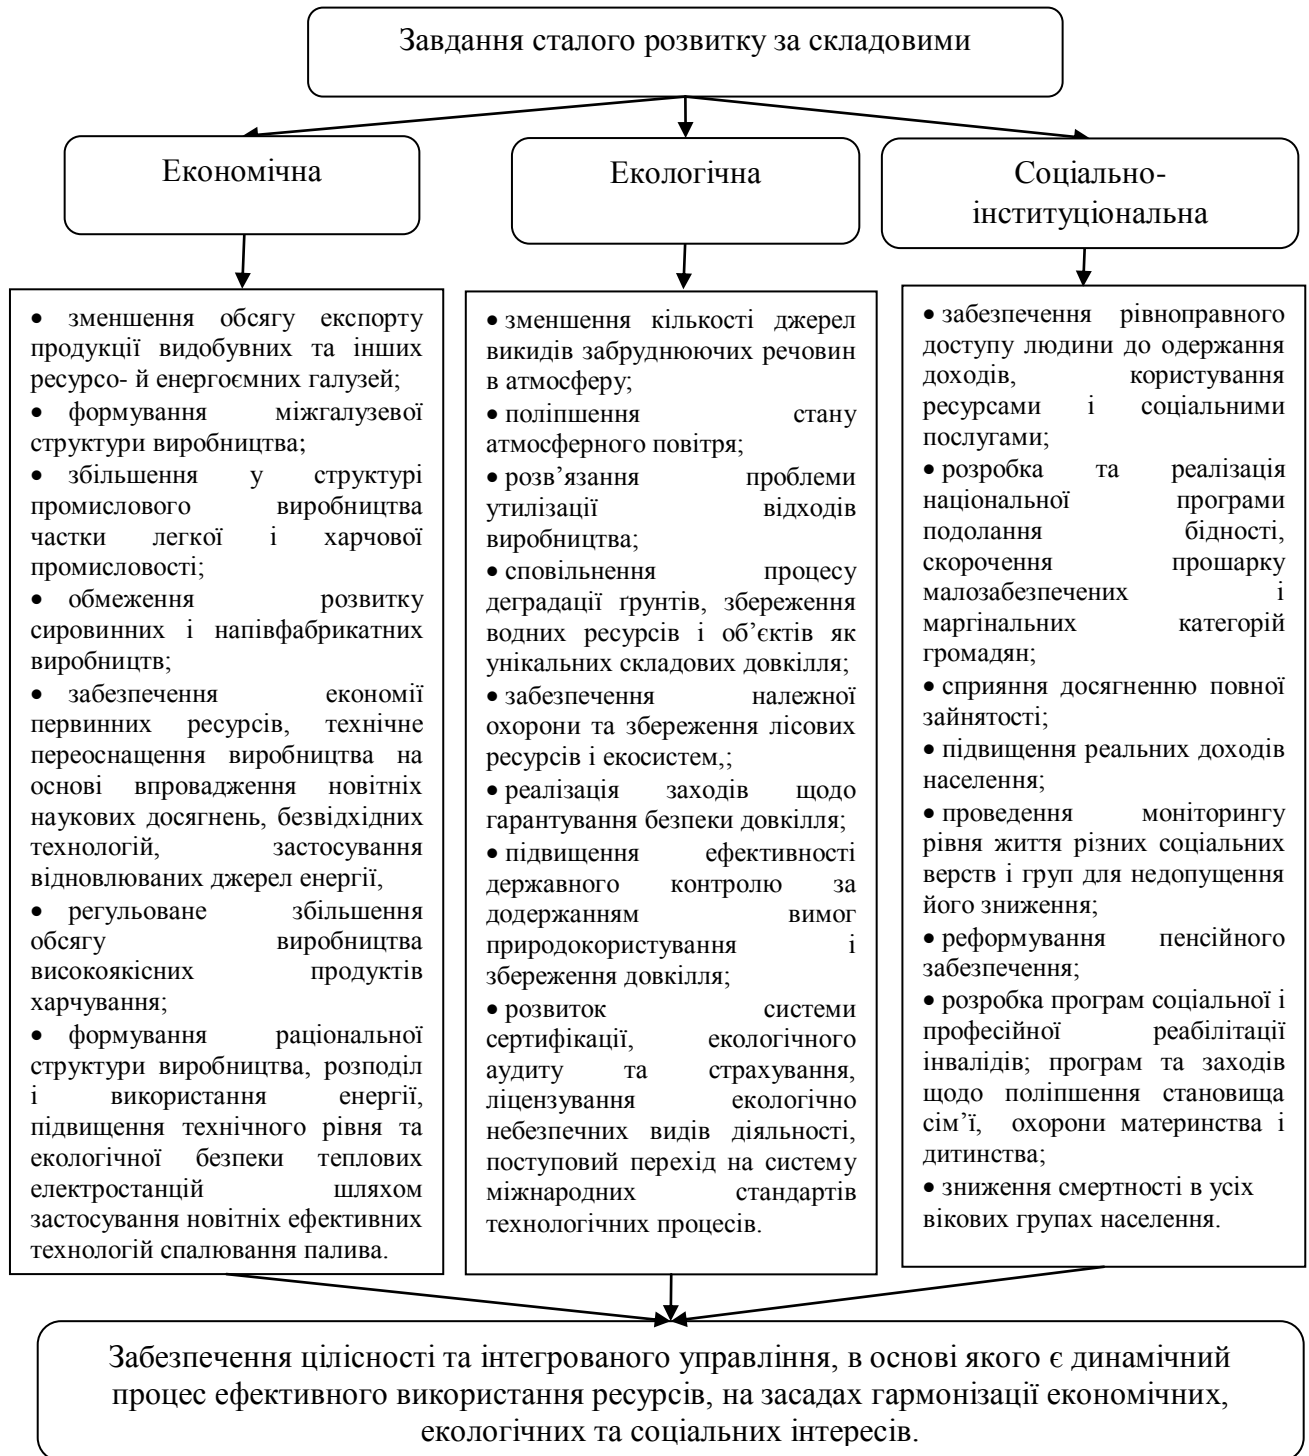 Завдання сталого розвитку за складовими
Економічна
Екологічна
Соціально-
інституціональна
• зменшення обсягу експорту
продукції видобувних та інших
ресурсо- й енергоємних галузей;
• формування міжгалузевої
структури виробництва;
• збільшення у структурі
промислового виробництва
частки легкої і харчової
промисловості;
• обмеження розвитку
сировинних і напівфабрикатних
виробництв;
• забезпечення економії
первинних ресурсів, технічне
переоснащення виробництва на
основі впровадження новітніх
наукових досягнень, безвідхідних
технологій, застосування
відновлюваних джерел енергії,
• регульоване збільшення
обсягу виробництва
високоякісних продуктів
харчування;
• формування раціональної
структури виробництва, розподіл
і використання енергії,
підвищення технічного рівня та
екологічної безпеки теплових
електростанцій шляхом
застосування новітніх ефективних
технологій спалювання палива.
• зменшення кількості джерел
викидів забруднюючих речовин
в атмосферу;
• поліпшення стану
атмосферного повітря;
• розв’язання проблеми
утилізації відходів
виробництва;
• сповільнення процесу
деградації ґрунтів, збереження
водних ресурсів і об’єктів як
унікальних складових довкілля;
• забезпечення належної
охорони та збереження лісових
ресурсів і екосистем,;
• реалізація заходів щодо
гарантування безпеки довкілля;
• підвищення ефективності
державного контролю за
додержанням вимог
природокористування і
збереження довкілля;
• розвиток системи
сертифікації, екологічного
аудиту та страхування,
ліцензування екологічно
небезпечних видів діяльності,
поступовий перехід на систему
міжнародних стандартів
технологічних процесів.
• забезпечення рівноправного
доступу людини до одержання
доходів, користування
ресурсами і соціальними
послугами;
• розробка та реалізація
національної програми
подолання бідності,
скорочення прошарку
малозабезпечених і
маргінальних категорій
громадян;
• сприяння досягненню повної
зайнятості;
• підвищення реальних доходів
населення;
• проведення моніторингу
рівня життя різних соціальних
верств і груп для недопущення
його зниження;
• реформування пенсійного
забезпечення;
• розробка програм соціальної і
професійної реабілітації
інвалідів; програм та заходів
щодо поліпшення становища
сім’ї, охорони материнства і
дитинства;
• зниження смертності в усіх
вікових групах населення.
Забезпечення цілісності та інтегрованого управління, в основі якого є динамічний
процес ефективного використання ресурсів, на засадах гармонізації економічних,
екологічних та соціальних інтересів.